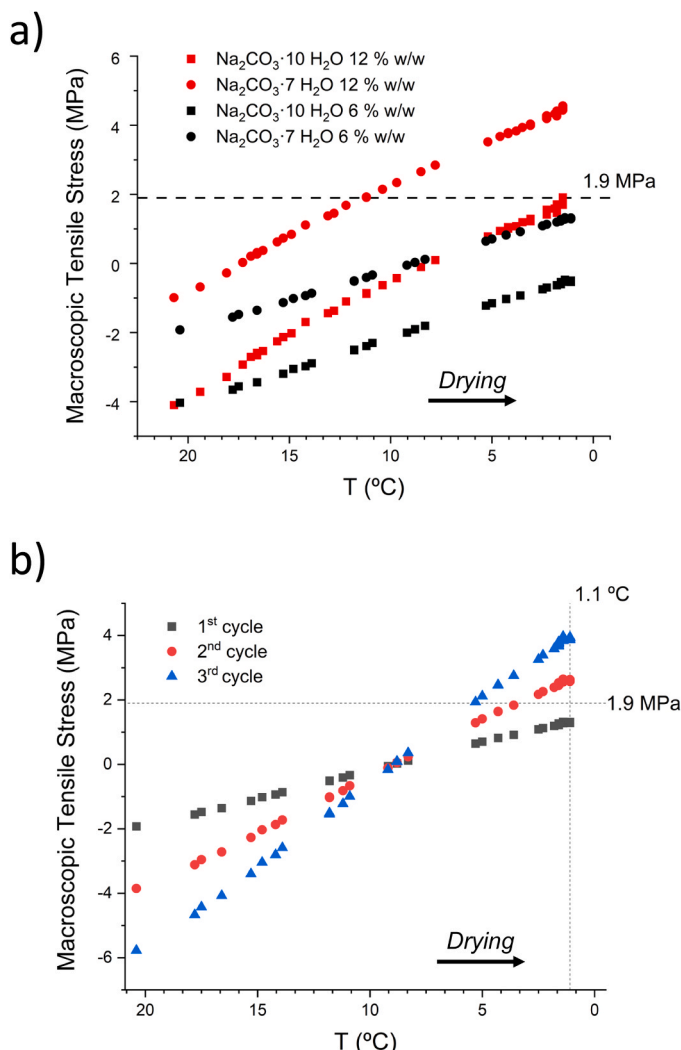 a)
Na₂CO₃·10 H₂O 12 % w/w
Na₂CO₃·7 H₂O 12 % w/w
Na₂CO₃·10 H₂O 6 % w/w
Na₂CO₃·7 H₂O 6 % w/w
Macroscopic Tensile Stress (MPa)
6
4
2
0
-2
-4
1.9 MPa
Drying
20
15
10
5
0
T (ºC)
b)
1.1 ºC
1st cycle
2nd cycle
3rd cycle
Macroscopic Tensile Stress (MPa)
4
2
0
-2
-4
-6
1.9 MPa
Drying
20
15
10
5
0
T (ºC)